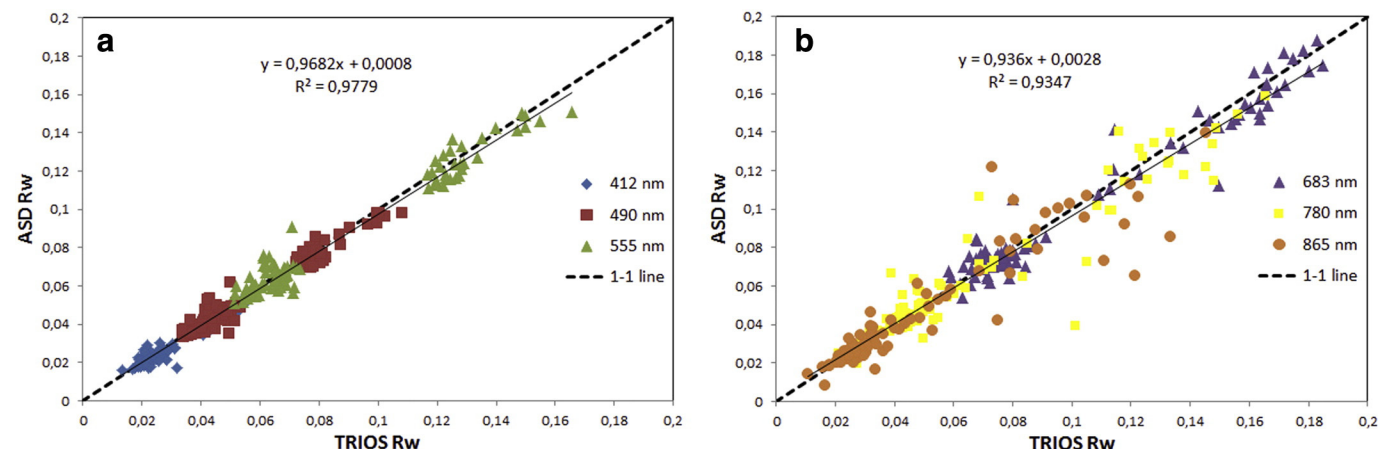 a
y = 0,9682x + 0,0008
R² = 0,9779
0,2
0,18
0,16
0,14
0,12
0,1
0,08
0,06
0,04
0,02
0
ASD Rw
412 nm
490 nm
555 nm
1-1 line
0 0,02 0,04 0,06 0,08 0,1 0,12 0,14 0,16 0,18 0,2
TRIOS Rw
b
y = 0,936x + 0,0028
R² = 0,9347
0,2
0,18
0,16
0,14
0,12
0,1
0,08
0,06
0,04
0,02
0
ASD Rw
683 nm
780 nm
865 nm
1-1 line
0 0,02 0,04 0,06 0,08 0,1 0,12 0,14 0,16 0,18 0,2
TRIOS Rw